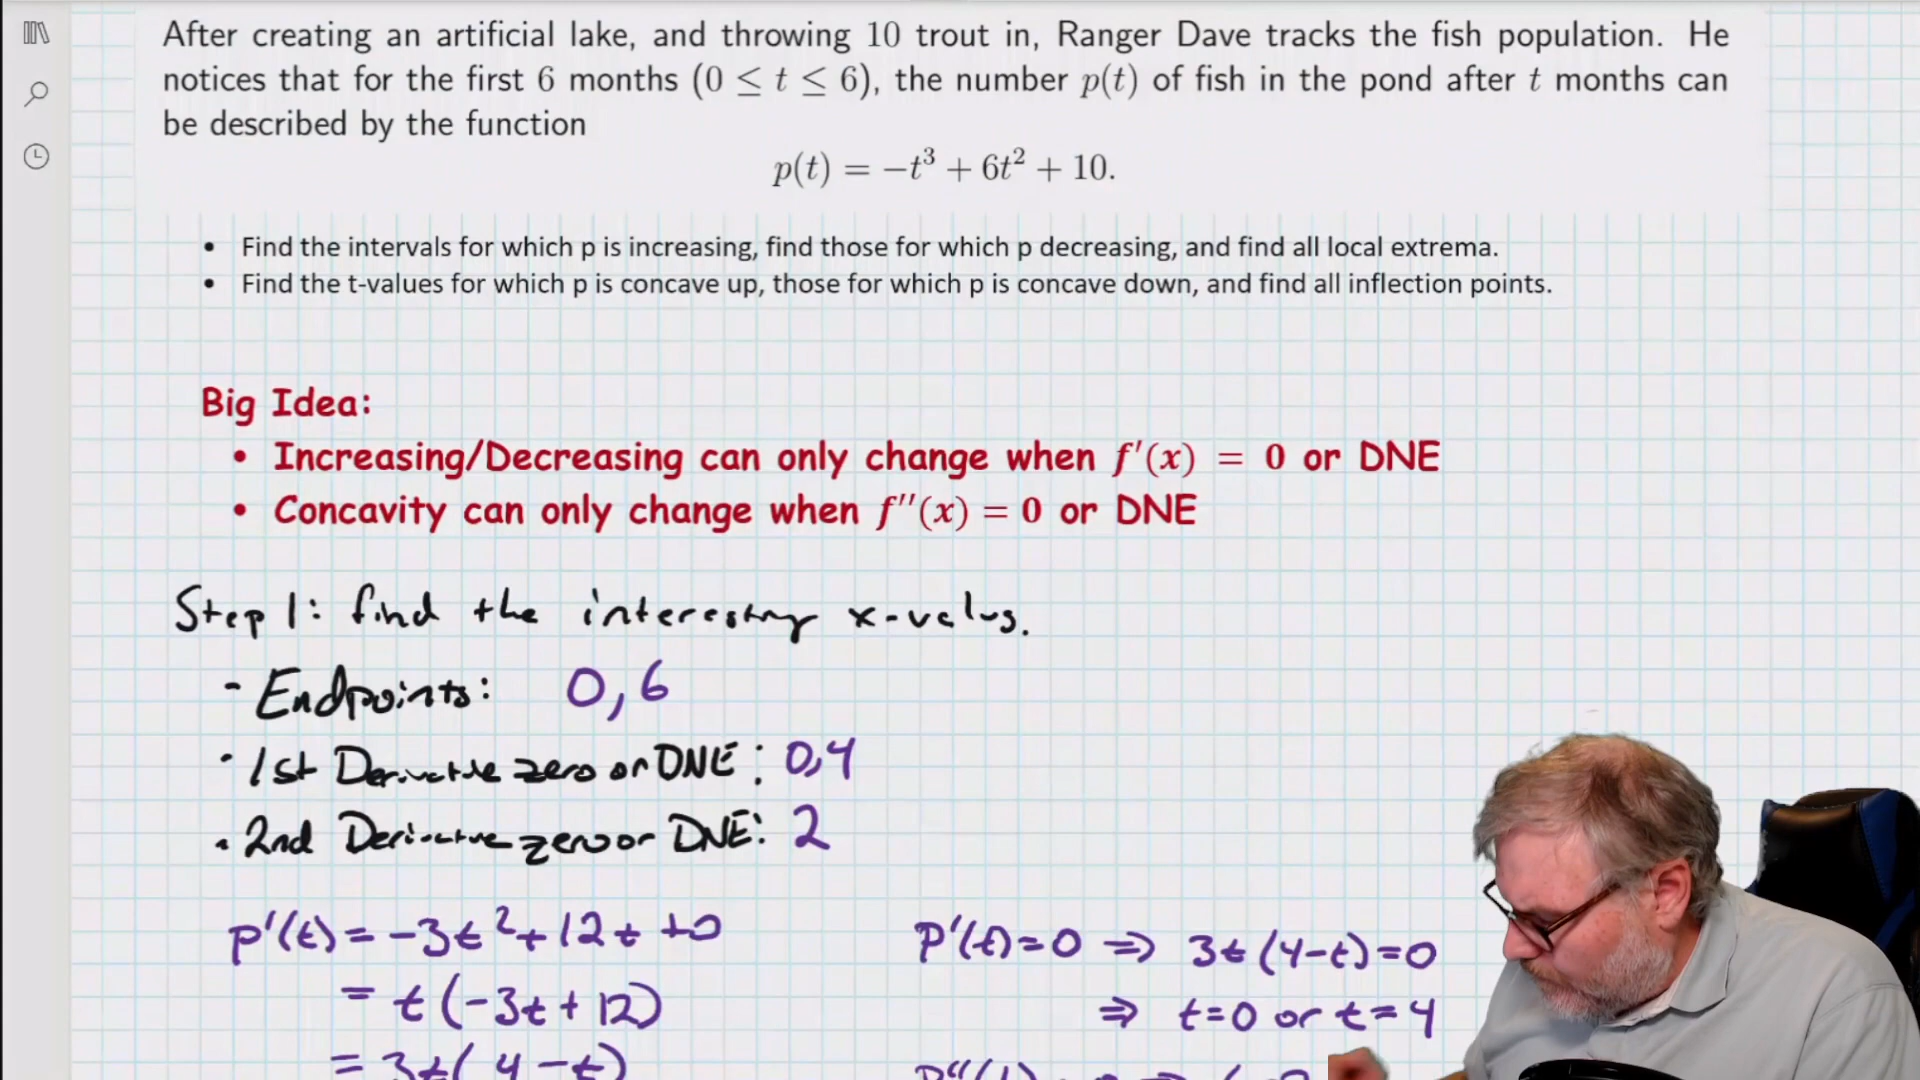 After creating an artificial lake, and throwing 10 trout in, Ranger Dave tracks the fish population. He
notices that for the first 6 months (0 ≤ t ≤ 6), the number p(t) of fish in the pond after t months can
be described by the function
p(t) = −t³ + 6t² + 10.
• Find the intervals for which p is increasing, find those for which p decreasing, and find all local extrema.
• Find the t-values for which p is concave up, those for which p is concave down, and find all inflection points.
Big Idea:
• Increasing/Decreasing can only change when f′(x) = 0 or DNE
• Concavity can only change when f″(x) = 0 or DNE
Step 1: find the interesting x-values.
- Endpoints: 0, 6
· 1st Derivative zero or DNE: 0,4
· 2nd Derivative zero or DNE: 2
p'(t) = -3t² + 12t + 0
= t(-3t + 12)
= 3t(4 - t)
p'(t) = 0 ⇒ 3t(4-t) = 0
⇒ t=0 or t=4